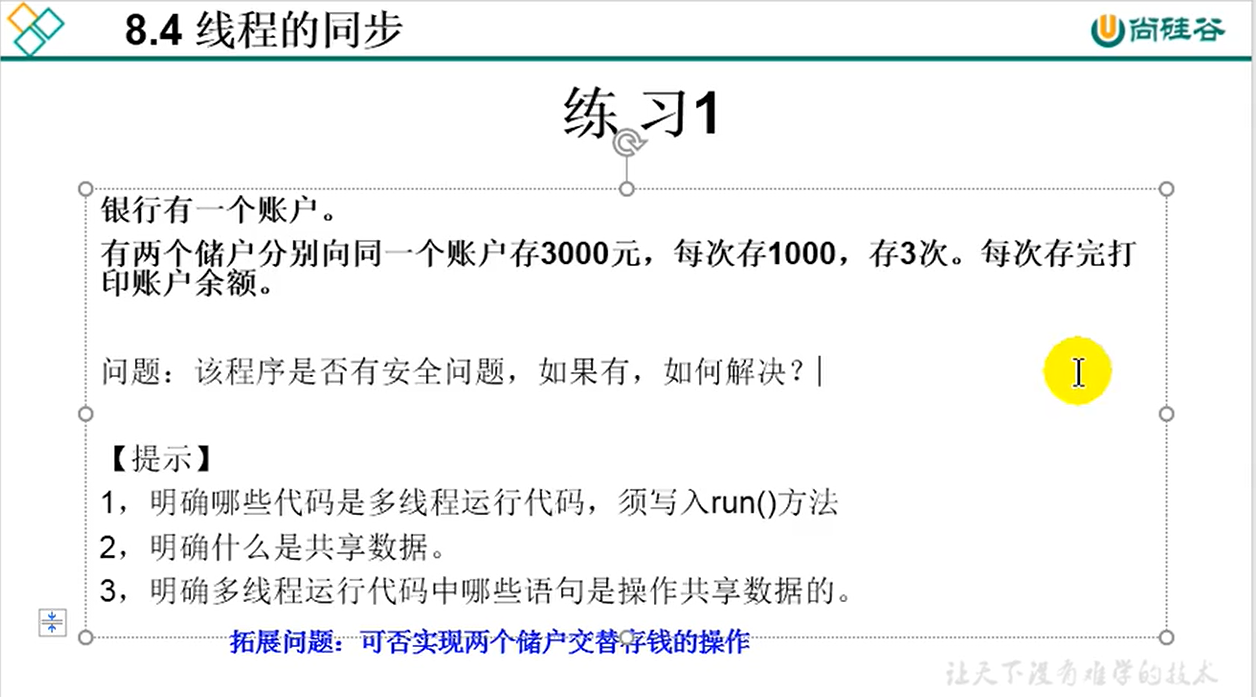 8.4 线程的同步
尚硅谷
练 习1
银行有一个账户。
有两个储户分别向同一个账户存3000元，每次存1000，存3次。每次存完打
印账户余额。
问题：该程序是否有安全问题，如果有，如何解决？
【提示】
1，明确哪些代码是多线程运行代码，须写入run()方法
2，明确什么是共享数据。
3，明确多线程运行代码中哪些语句是操作共享数据的。
拓展问题：可否实现两个储户交替存钱的操作
让天下没有难学的技术